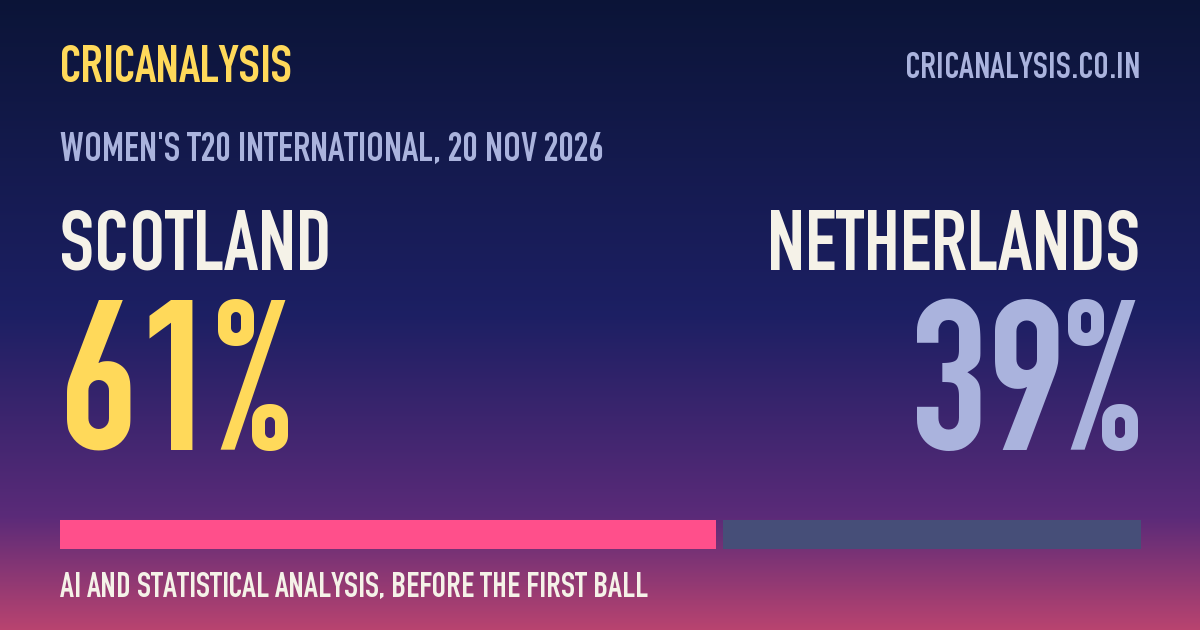 CRICANALYSIS
CRICANALYSIS.CO.IN
WOMEN'S T20 INTERNATIONAL, 20 NOV 2026
SCOTLAND
NETHERLANDS
61%
39%
AI AND STATISTICAL ANALYSIS, BEFORE THE FIRST BALL